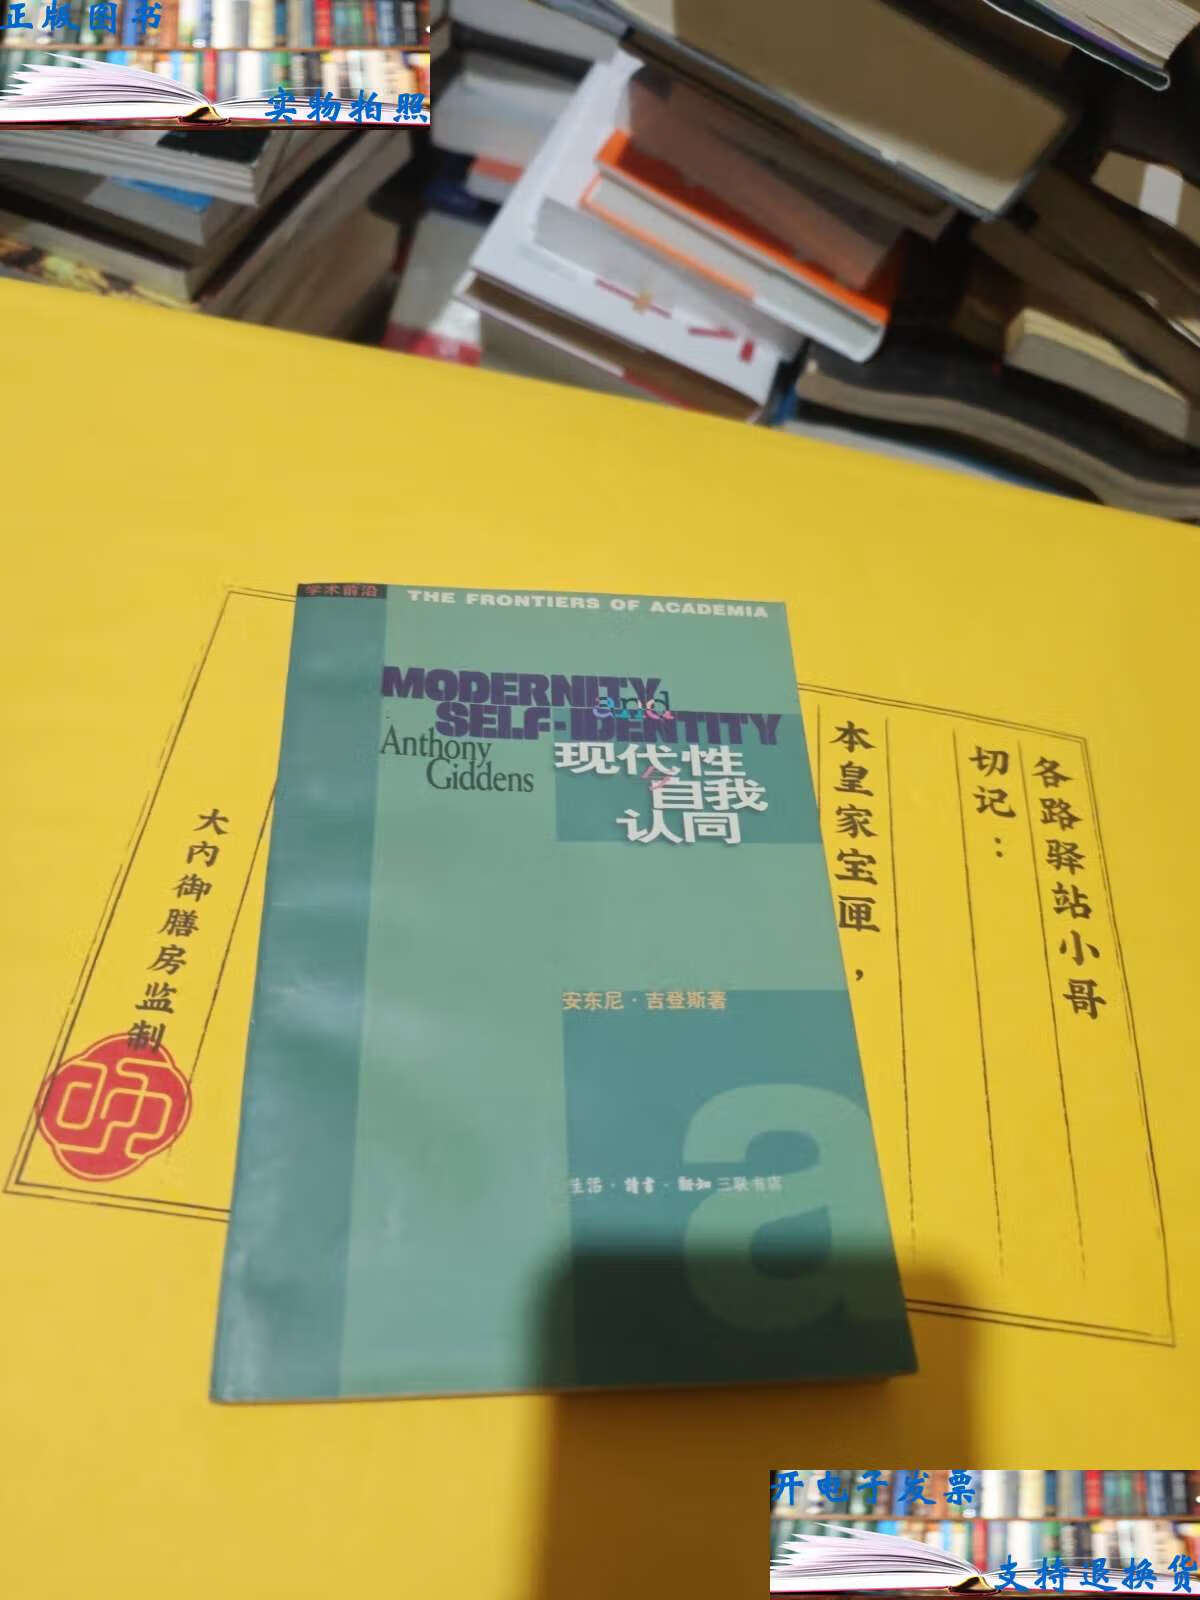 正版图书
实物拍照
学术前沿
THE FRONTIERS OF ACADEMIA
MODERNITY
and
SELF-IDENTITY
Anthony
Giddens
现代性
与
自我
认同
安东尼·吉登斯著
a
生活·讀書·新知三联书店
各路驿站小哥
切记：
本皇家宝匣，
大内御膳房监制
开电子发票
支持退换货